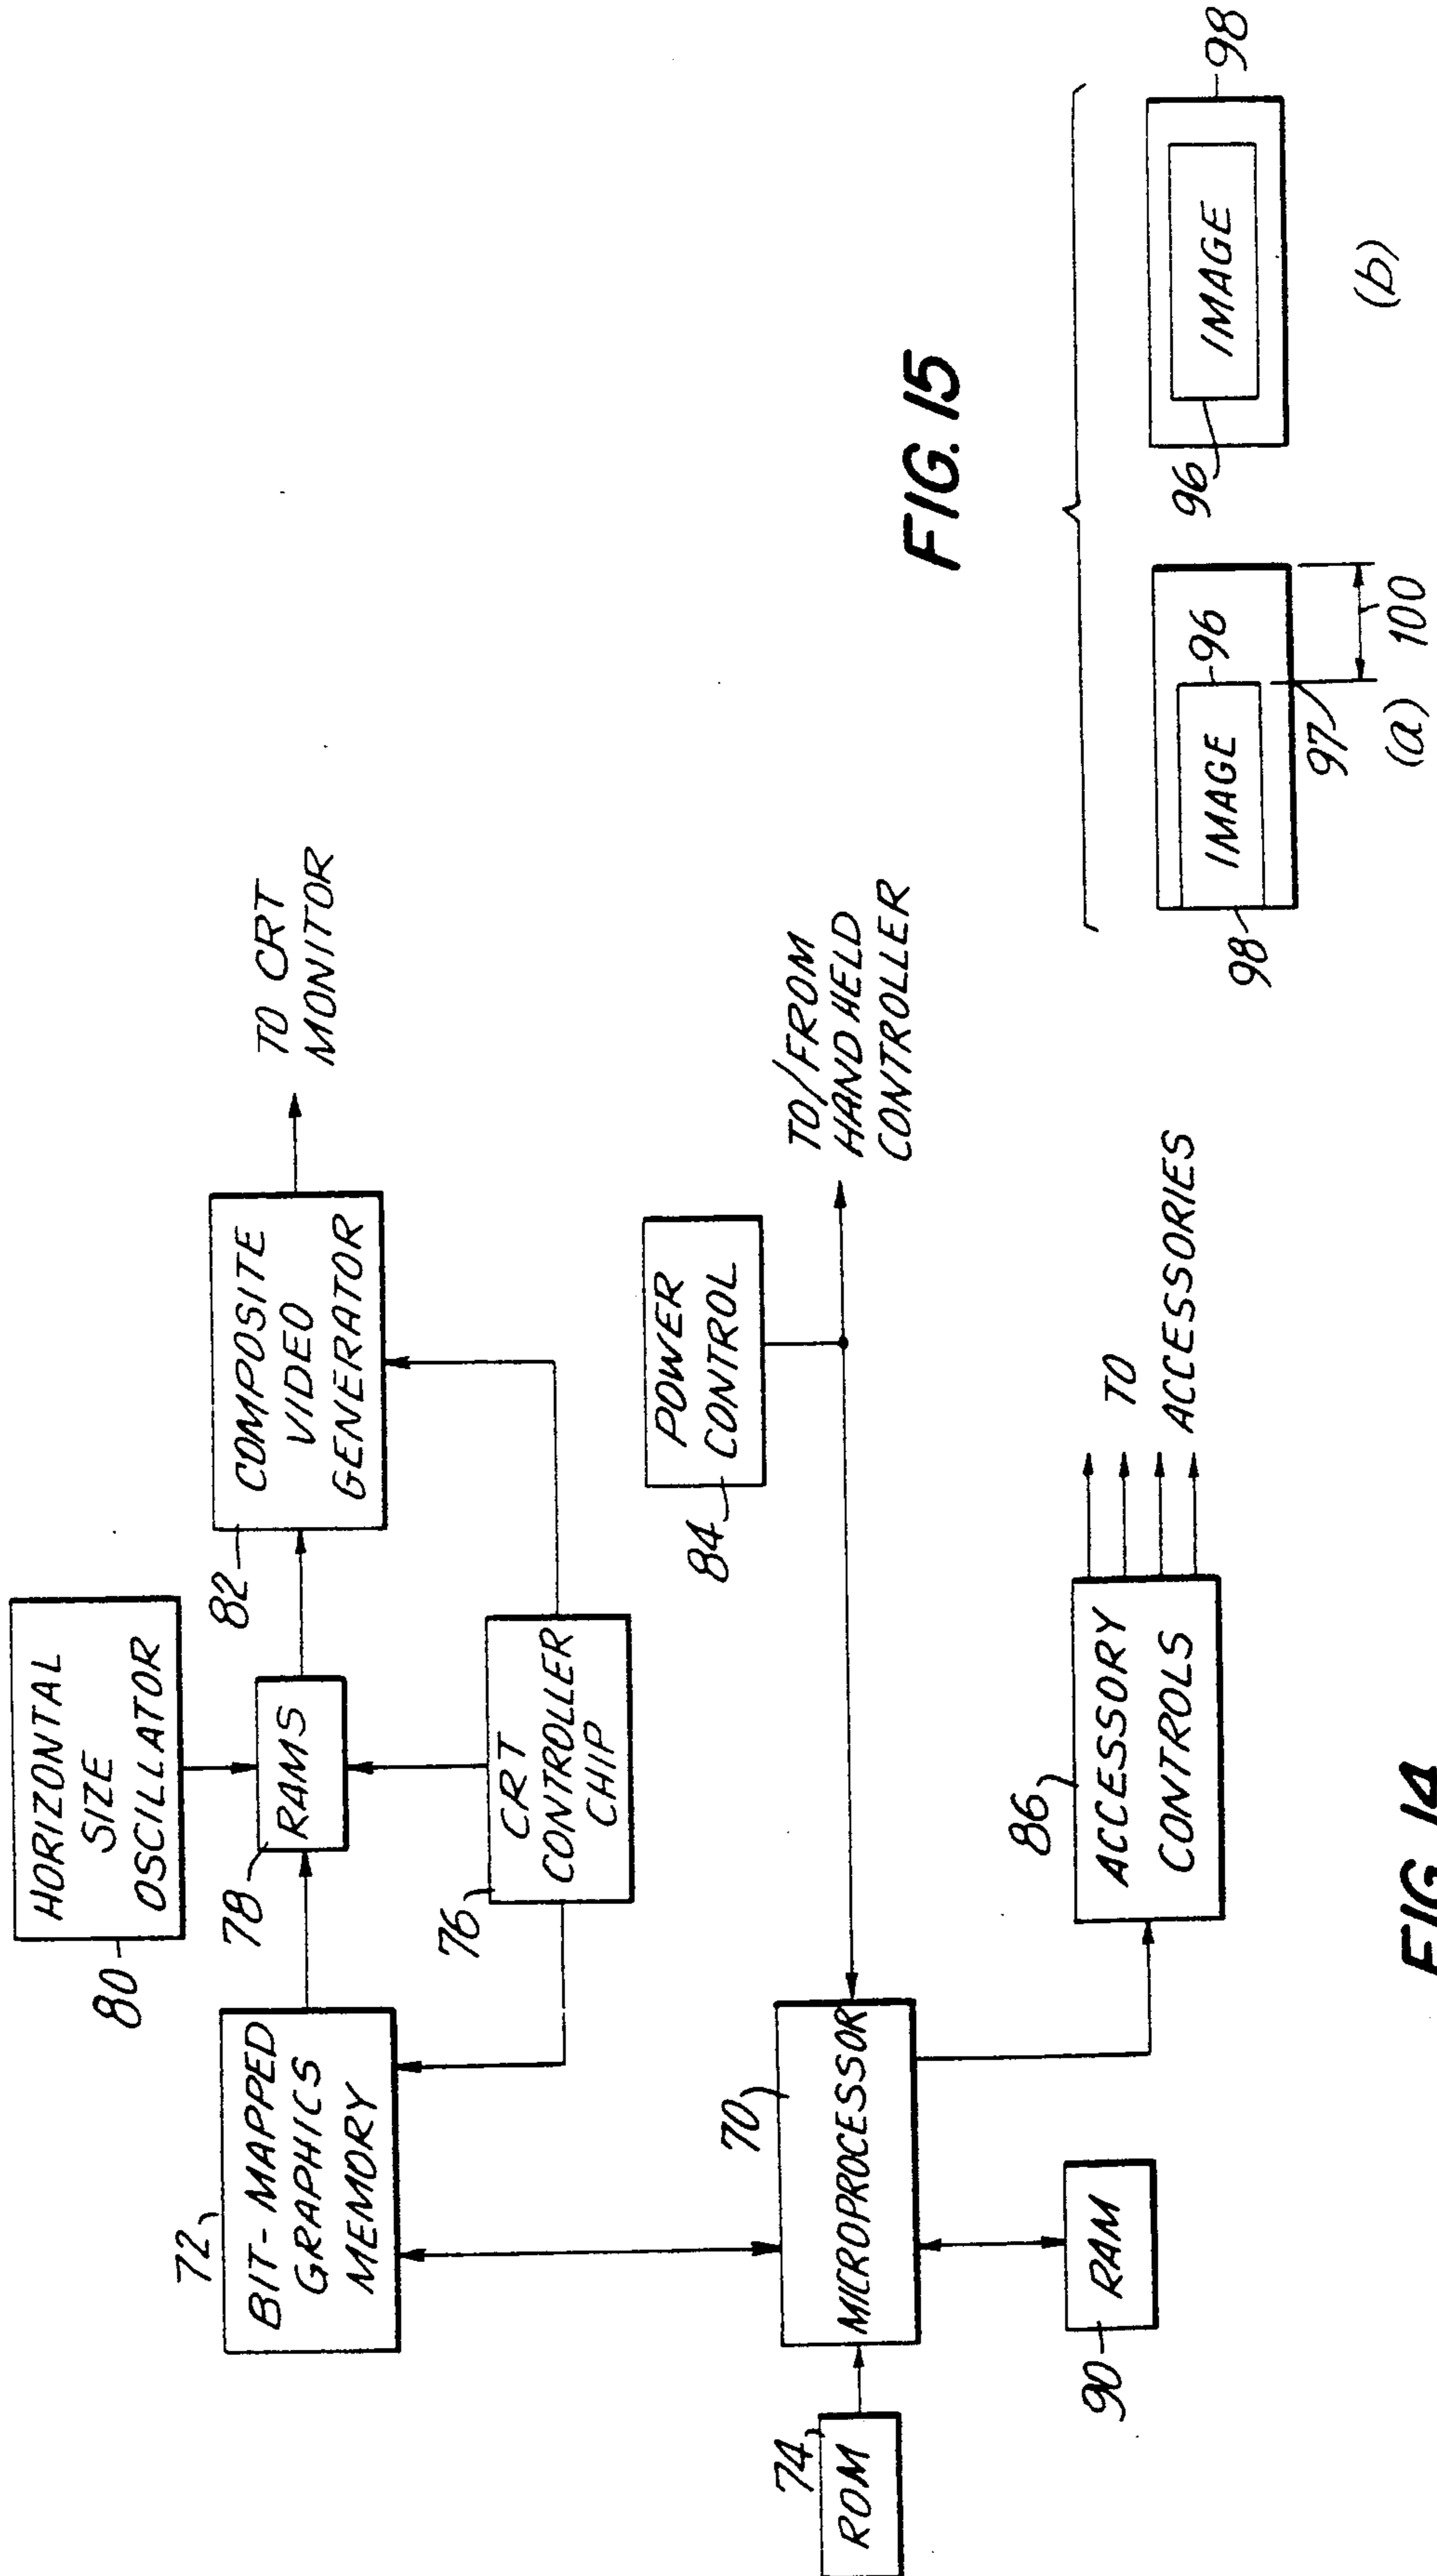 HORIZONTAL
SIZE
OSCILLATOR
80
72
BIT-MAPPED
GRAPHICS
MEMORY
78
RAMS
82
COMPOSITE
VIDEO
GENERATOR
TO CRT
MONITOR
76
CRT
CONTROLLER
CHIP
84
POWER
CONTROL
TO/FROM
HAND HELD
CONTROLLER
74
ROM
70
MICROPROCESSOR
90
RAM
86
ACCESSORY
CONTROLS
TO
ACCESSORIES
FIG. 14
FIG. 15
98
IMAGE
96
97
100
(a)
96
IMAGE
98
(b)